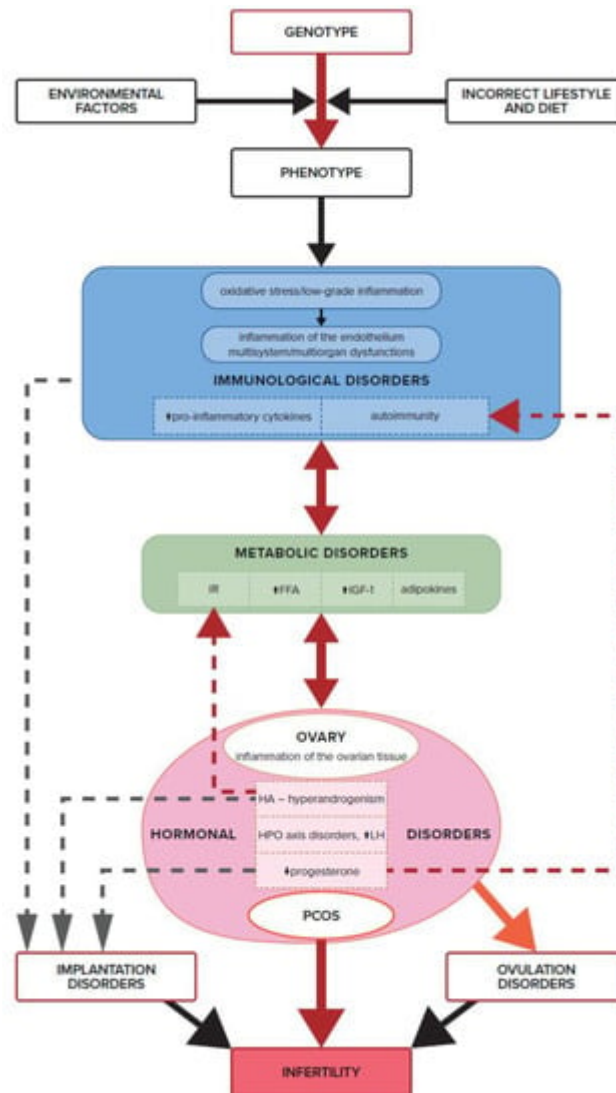 GENOTYPE
ENVIRONMENTAL
FACTORS
INCORRECT LIFESTYLE
AND DIET
PHENOTYPE
oxidative stress/low-grade inflammation
inflammation of the endothelium
multisystem/multiorgan dysfunctions
IMMUNOLOGICAL DISORDERS
⬆pro-inflammatory cytokines
autoimmunity
METABOLIC DISORDERS
IR
⬆FFA
⬆IGF-1
adipokines
OVARY
inflammation of the ovarian tissue
HA – hyperandrogenism
HORMONAL
HPO axis disorders, ⬆LH
DISORDERS
⬇progesterone
PCOS
IMPLANTATION
DISORDERS
OVULATION
DISORDERS
INFERTILITY